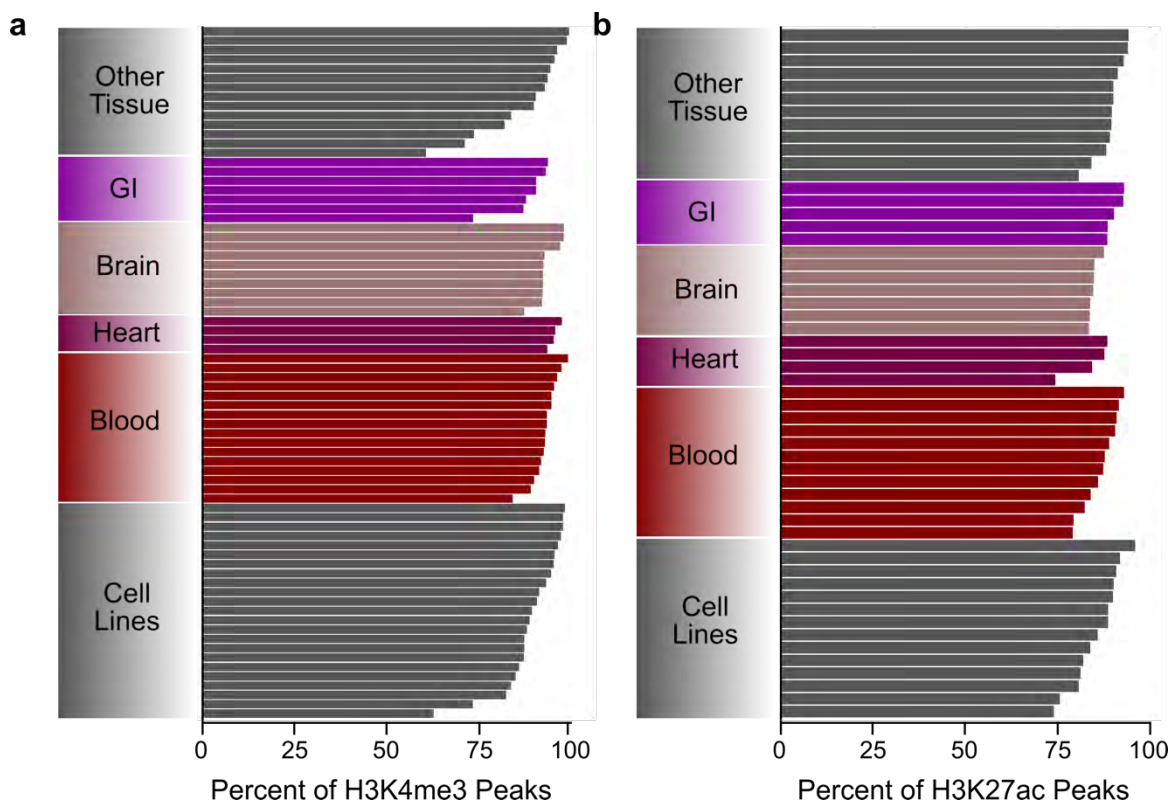 a
Other
Tissue
GI
Brain
Heart
Blood
Cell
Lines
0 25 50 75 100
Percent of H3K4me3 Peaks
b
Other
Tissue
GI
Brain
Heart
Blood
Cell
Lines
0 25 50 75 100
Percent of H3K27ac Peaks